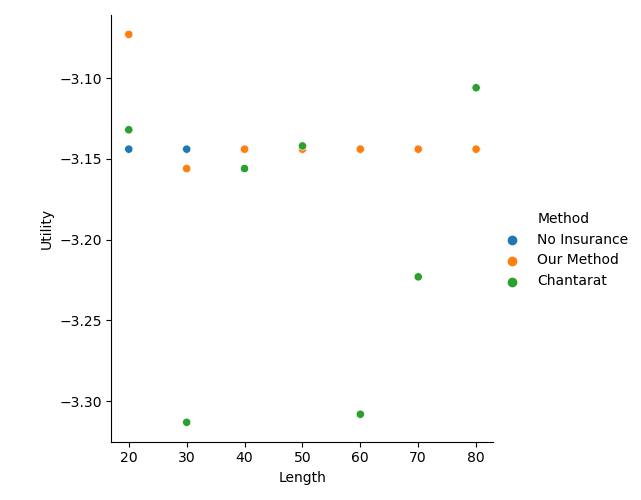 −3.10
−3.15
−3.20
−3.25
−3.30
Utility
20 30 40 50 60 70 80
Length
Method
No Insurance
Our Method
Chantarat